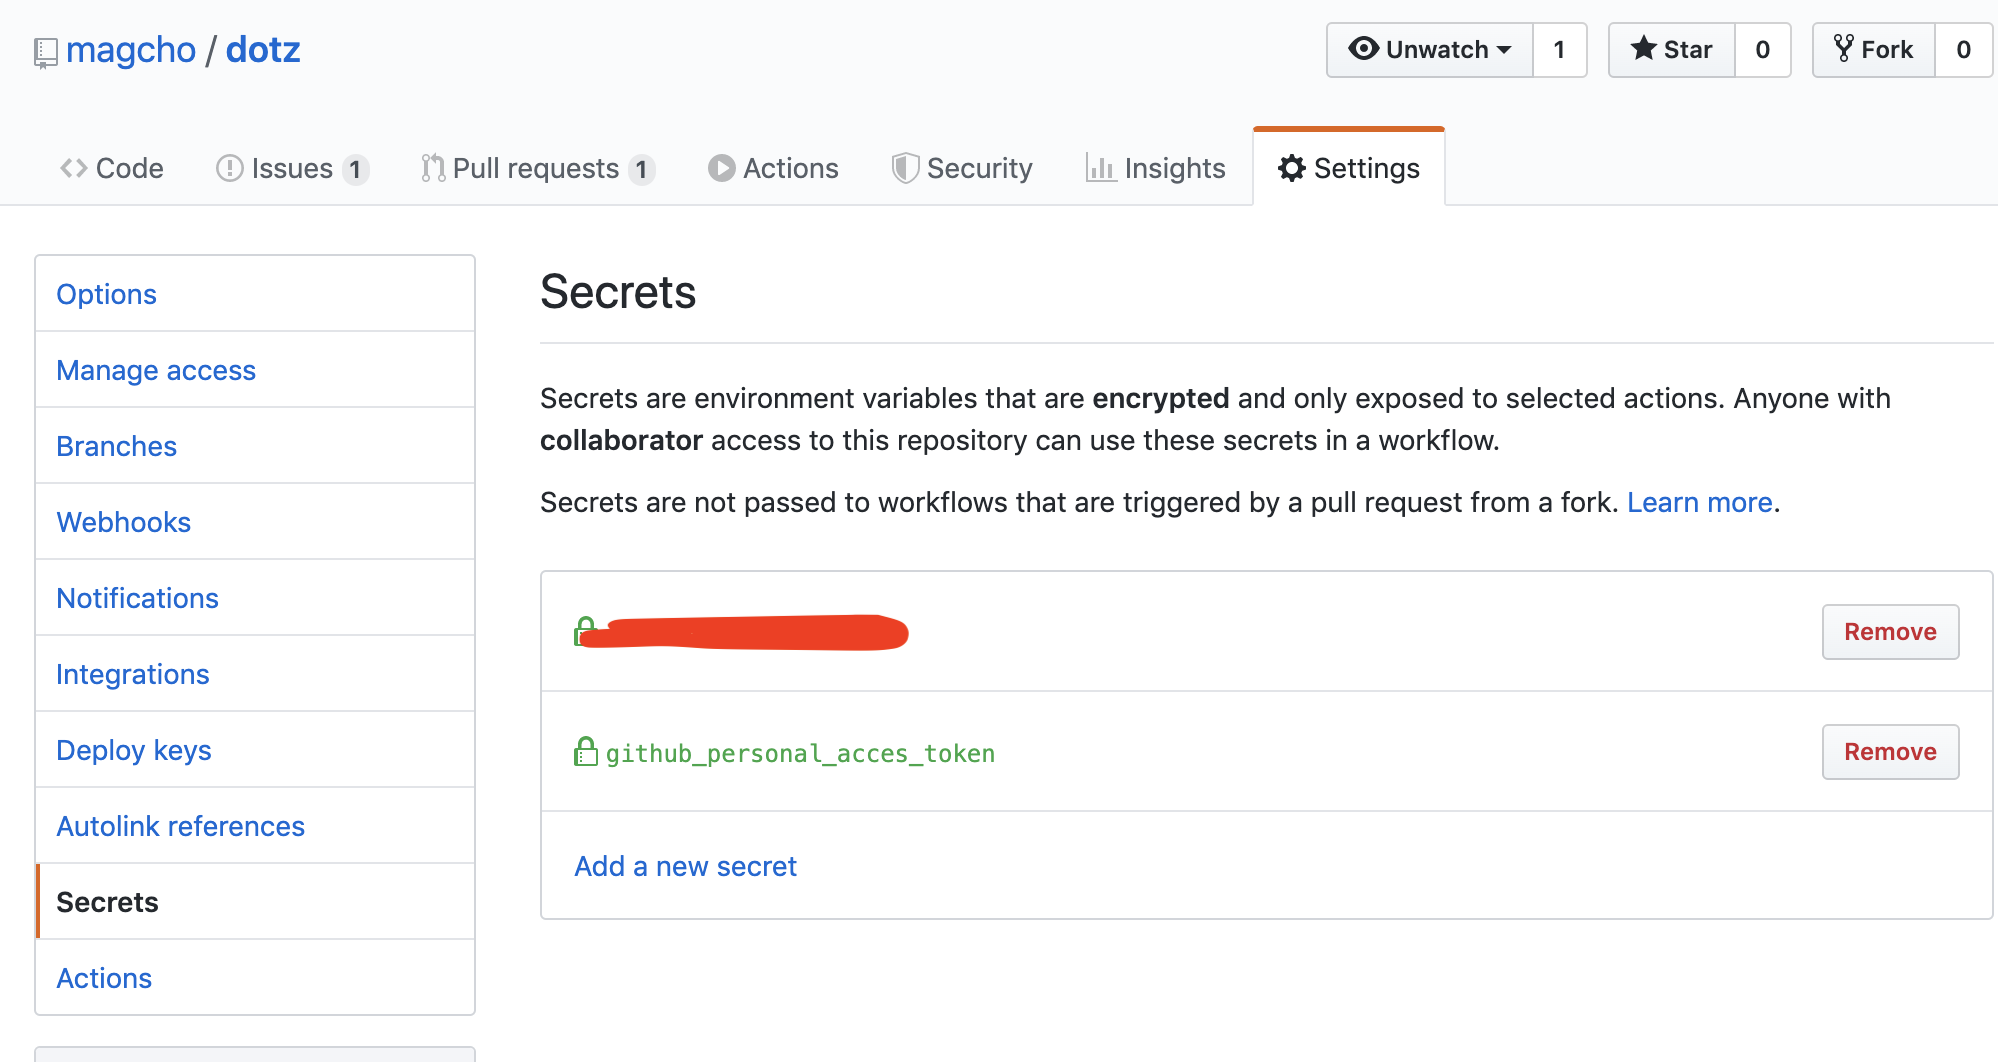 magcho / dotz
Unwatch 1
Star 0
Fork 0
Code
Issues 1
Pull requests 1
Actions
Security
Insights
Settings
Options
Manage access
Branches
Webhooks
Notifications
Integrations
Deploy keys
Autolink references
Secrets
Actions
Secrets
Secrets are environment variables that are encrypted and only exposed to selected actions. Anyone with
collaborator access to this repository can use these secrets in a workflow.
Secrets are not passed to workflows that are triggered by a pull request from a fork. Learn more.
Remove
github_personal_acces_token
Remove
Add a new secret